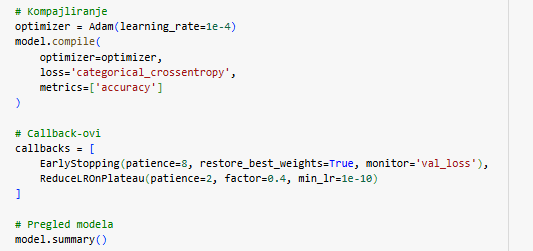 # Kompajliranje
optimizer = Adam(learning_rate=1e-4)
model.compile(
    optimizer=optimizer,
    loss='categorical_crossentropy',
    metrics=['accuracy']
)
# Callback-ovi
callbacks = [
    EarlyStopping(patience=8, restore_best_weights=True, monitor='val_loss'),
    ReduceLROnPlateau(patience=2, factor=0.4, min_lr=1e-10)
]
# Pregled modela
model.summary()